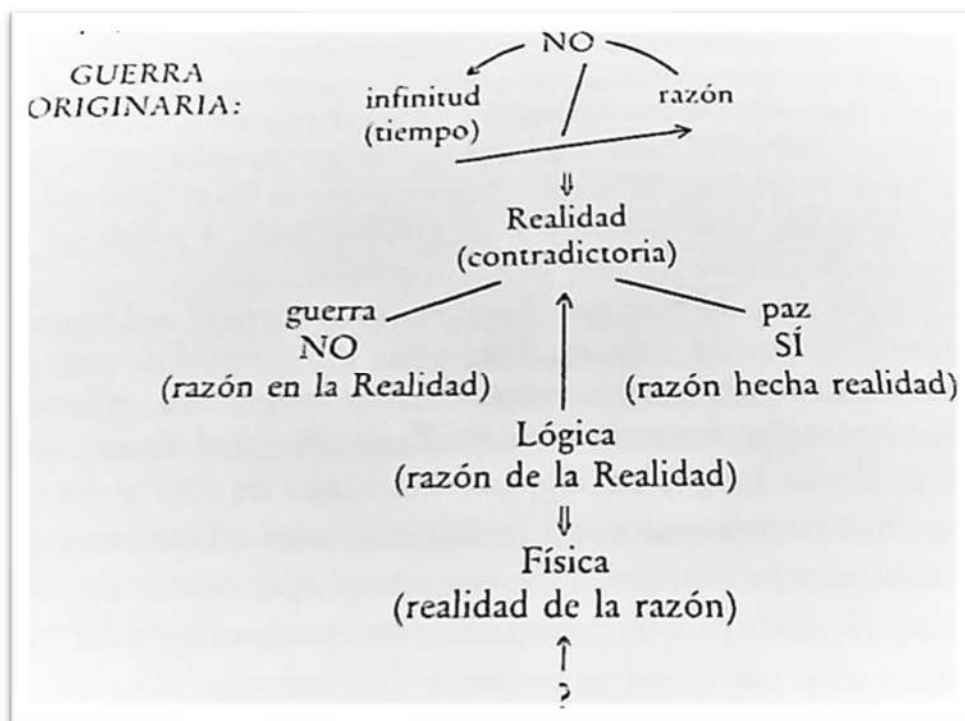 NO
GUERRA
ORIGINARIA:
infinitud
(tiempo)
razón
⇓
Realidad
(contradictoria)
guerra
NO
(razón en la Realidad)
paz
SÍ
(razón hecha realidad)
Lógica
(razón de la Realidad)
⇓
Física
(realidad de la razón)
↑
?